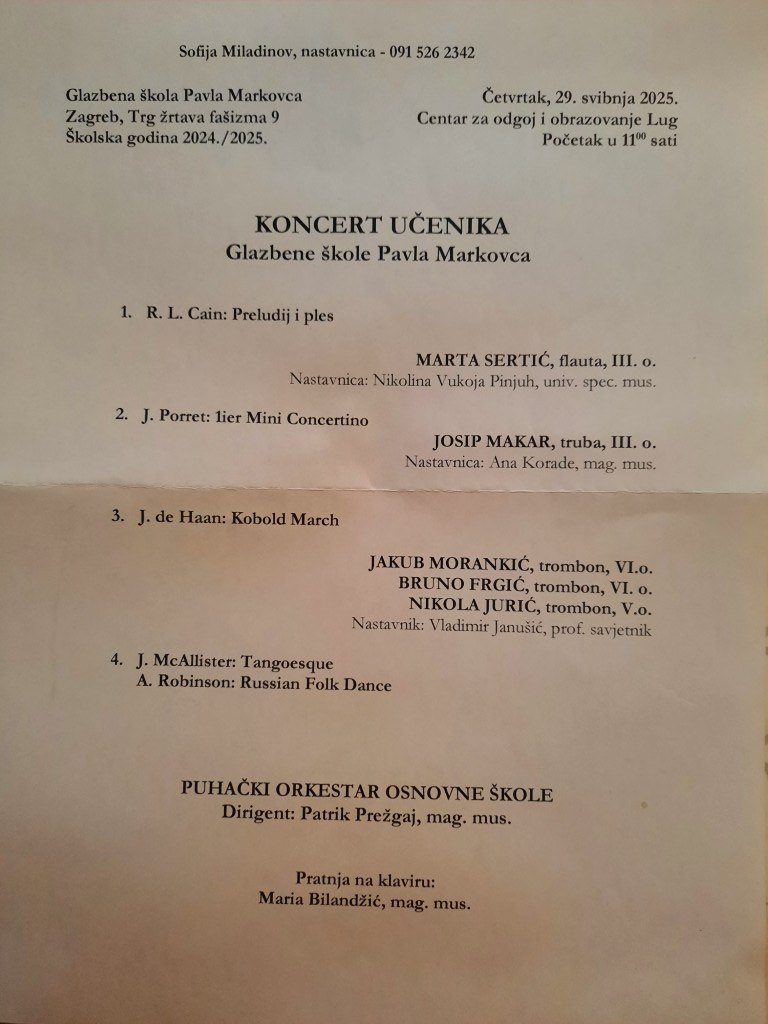 Sofija Miladinov, nastavnica - 091 526 2342
Glazbena škola Pavla Markovca
Zagreb, Trg žrtava fašizma 9
Školska godina 2024./2025.
Četvrtak, 29. svibnja 2025.
Centar za odgoj i obrazovanje Lug
Početak u 11⁰⁰ sati
KONCERT UČENIKA
Glazbene škole Pavla Markovca
1. R. L. Cain: Preludij i ples
MARTA SERTIĆ, flauta, III. o.
Nastavnica: Nikolina Vukoja Pinjuh, univ. spec. mus.
2. J. Porret: 1ier Mini Concertino
JOSIP MAKAR, truba, III. o.
Nastavnica: Ana Korade, mag. mus.
3. J. de Haan: Kobold March
JAKUB MORANKIĆ, trombon, VI.o.
BRUNO FRGIĆ, trombon, VI. o.
NIKOLA JURIĆ, trombon, V.o.
Nastavnik: Vladimir Janušić, prof. savjetnik
4. J. McAllister: Tangoesque
A. Robinson: Russian Folk Dance
PUHAČKI ORKESTAR OSNOVNE ŠKOLE
Dirigent: Patrik Prežgaj, mag. mus.
Pratnja na klaviru:
Maria Bilandžić, mag. mus.